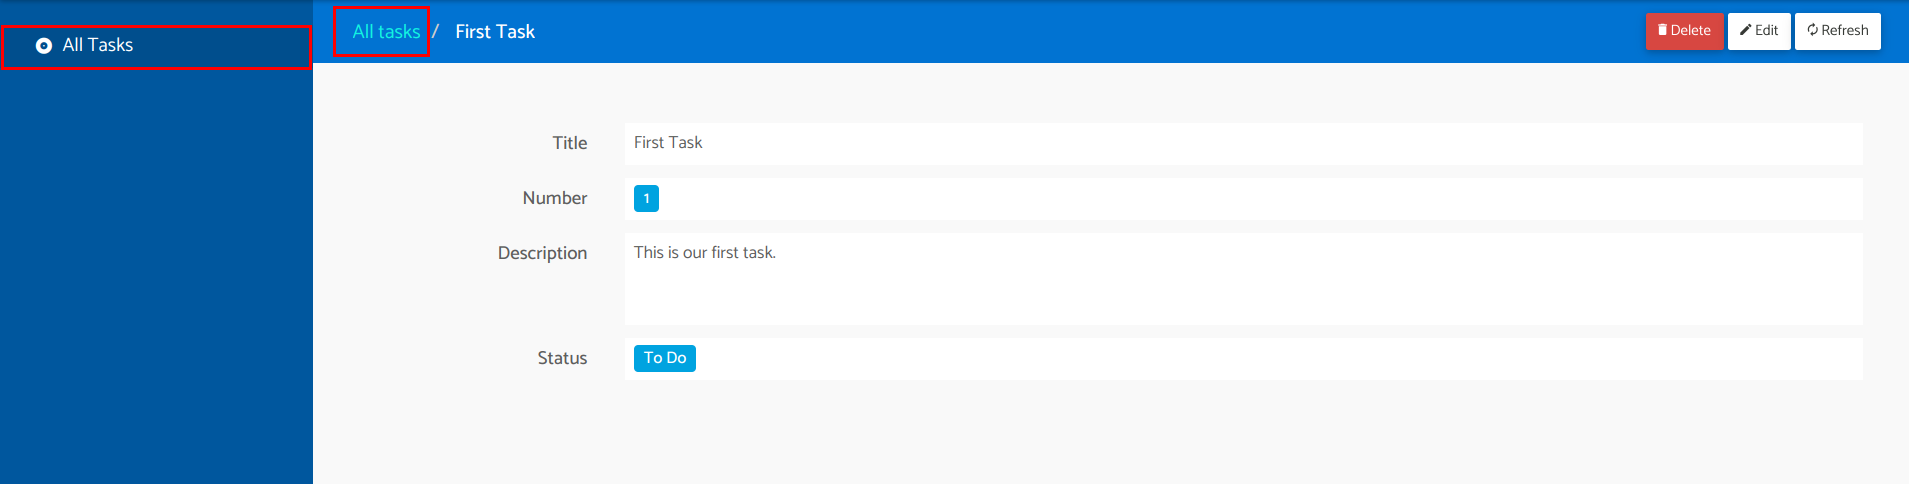 All Tasks
All tasks / First Task
Delete Edit Refresh
Title First Task
Number 1
Description This is our first task.
Status To Do